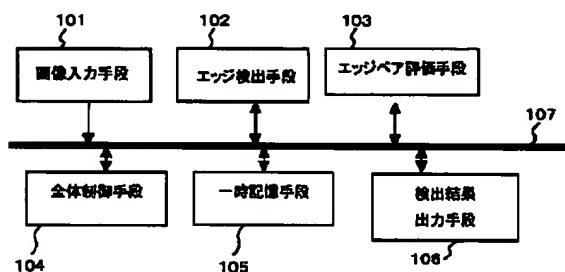 101
102
103
画像入力手段
エッジ検出手段
エッジペア評価手段
107
全体制御手段
一時記憶手段
検出結果
出力手段
104
105
106